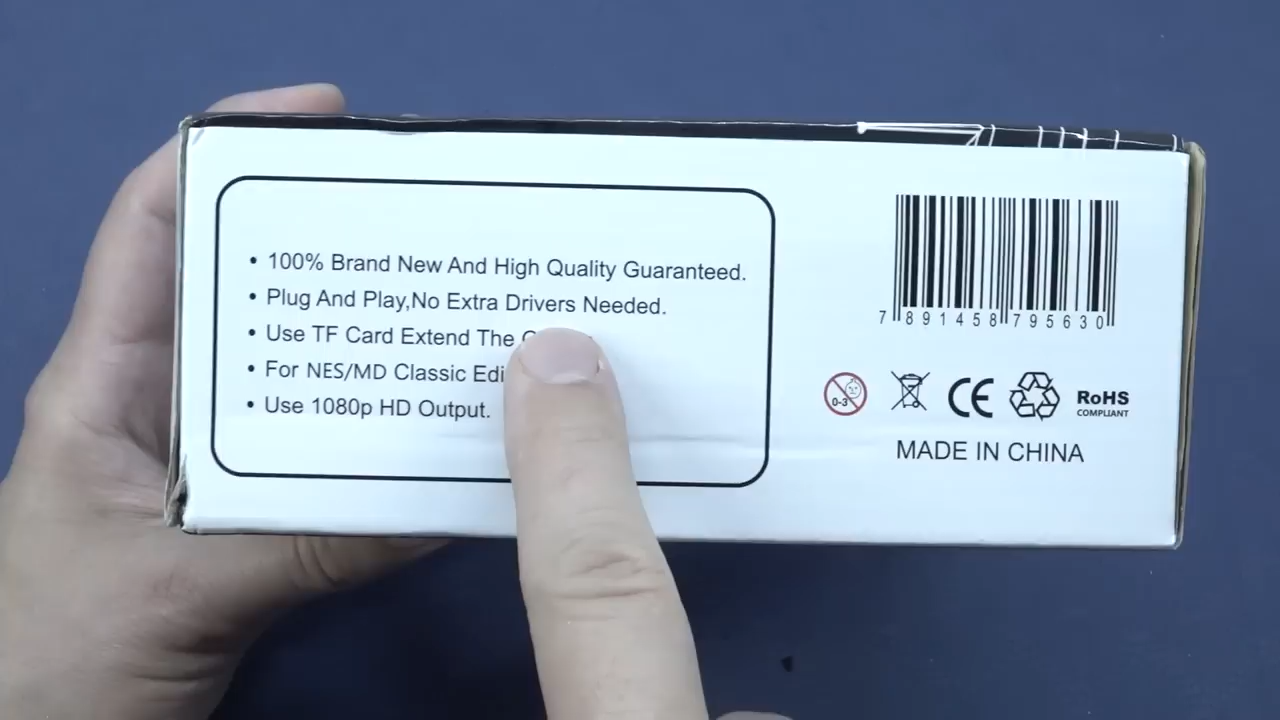 • 100% Brand New And High Quality Guaranteed.
• Plug And Play,No Extra Drivers Needed.
• Use TF Card Extend The
• For NES/MD Classic
• Use 1080p HD Output.
7 891458 795630
0-3
CE
RoHS
COMPLIANT
MADE IN CHINA